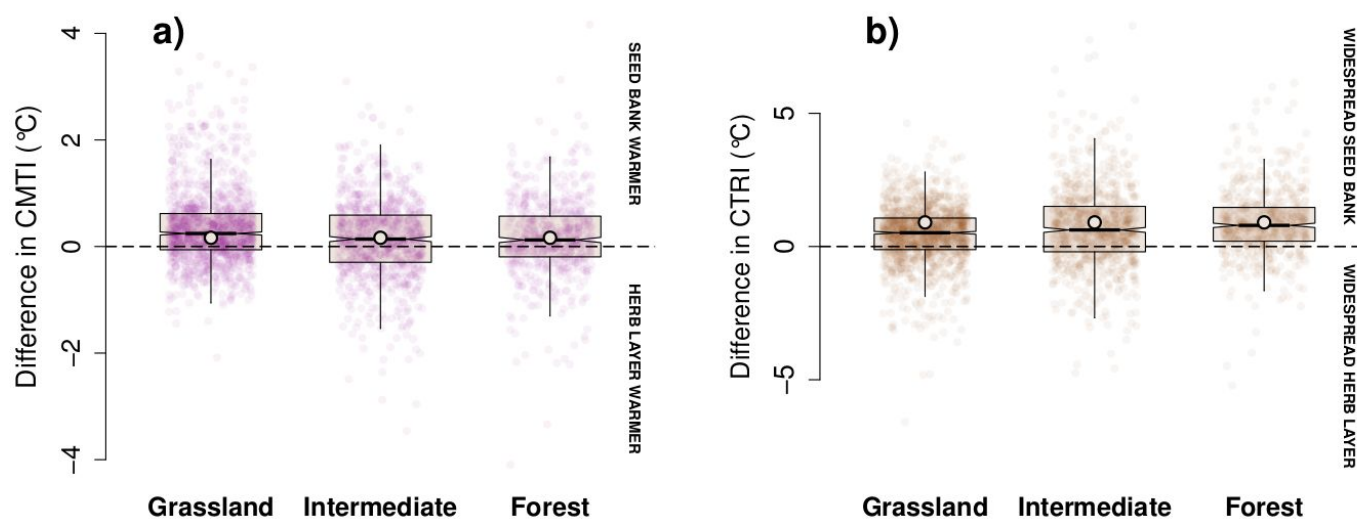 a)
Difference in CMTI (°C)
4
2
0
−2
−4
SEED BANK WARMER
HERB LAYER WARMER
Grassland
Intermediate
Forest
b)
Difference in CTRI (°C)
5
0
−5
WIDESPREAD SEED BANK
WIDESPREAD HERB LAYER
Grassland
Intermediate
Forest